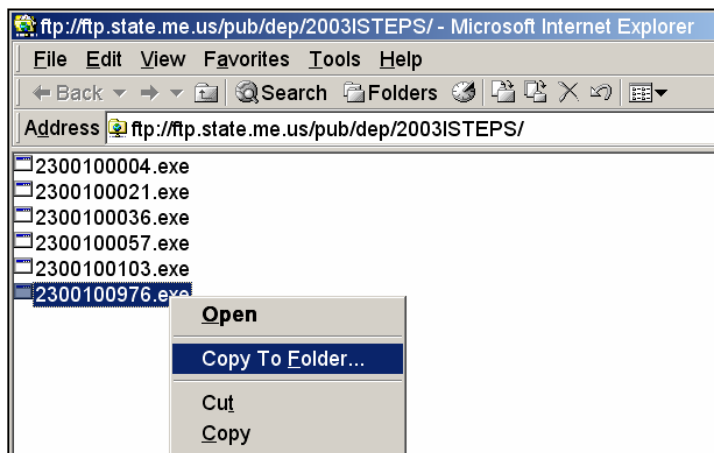 ftp://ftp.state.me.us/pub/dep/2003ISTEPS/ - Microsoft Internet Explorer
File Edit View Favorites Tools Help
Back Search Folders
Address ftp://ftp.state.me.us/pub/dep/2003ISTEPS/
2300100004.exe
2300100021.exe
2300100036.exe
2300100057.exe
2300100103.exe
2300100976.exe
Open
Copy To Folder...
Cut
Copy